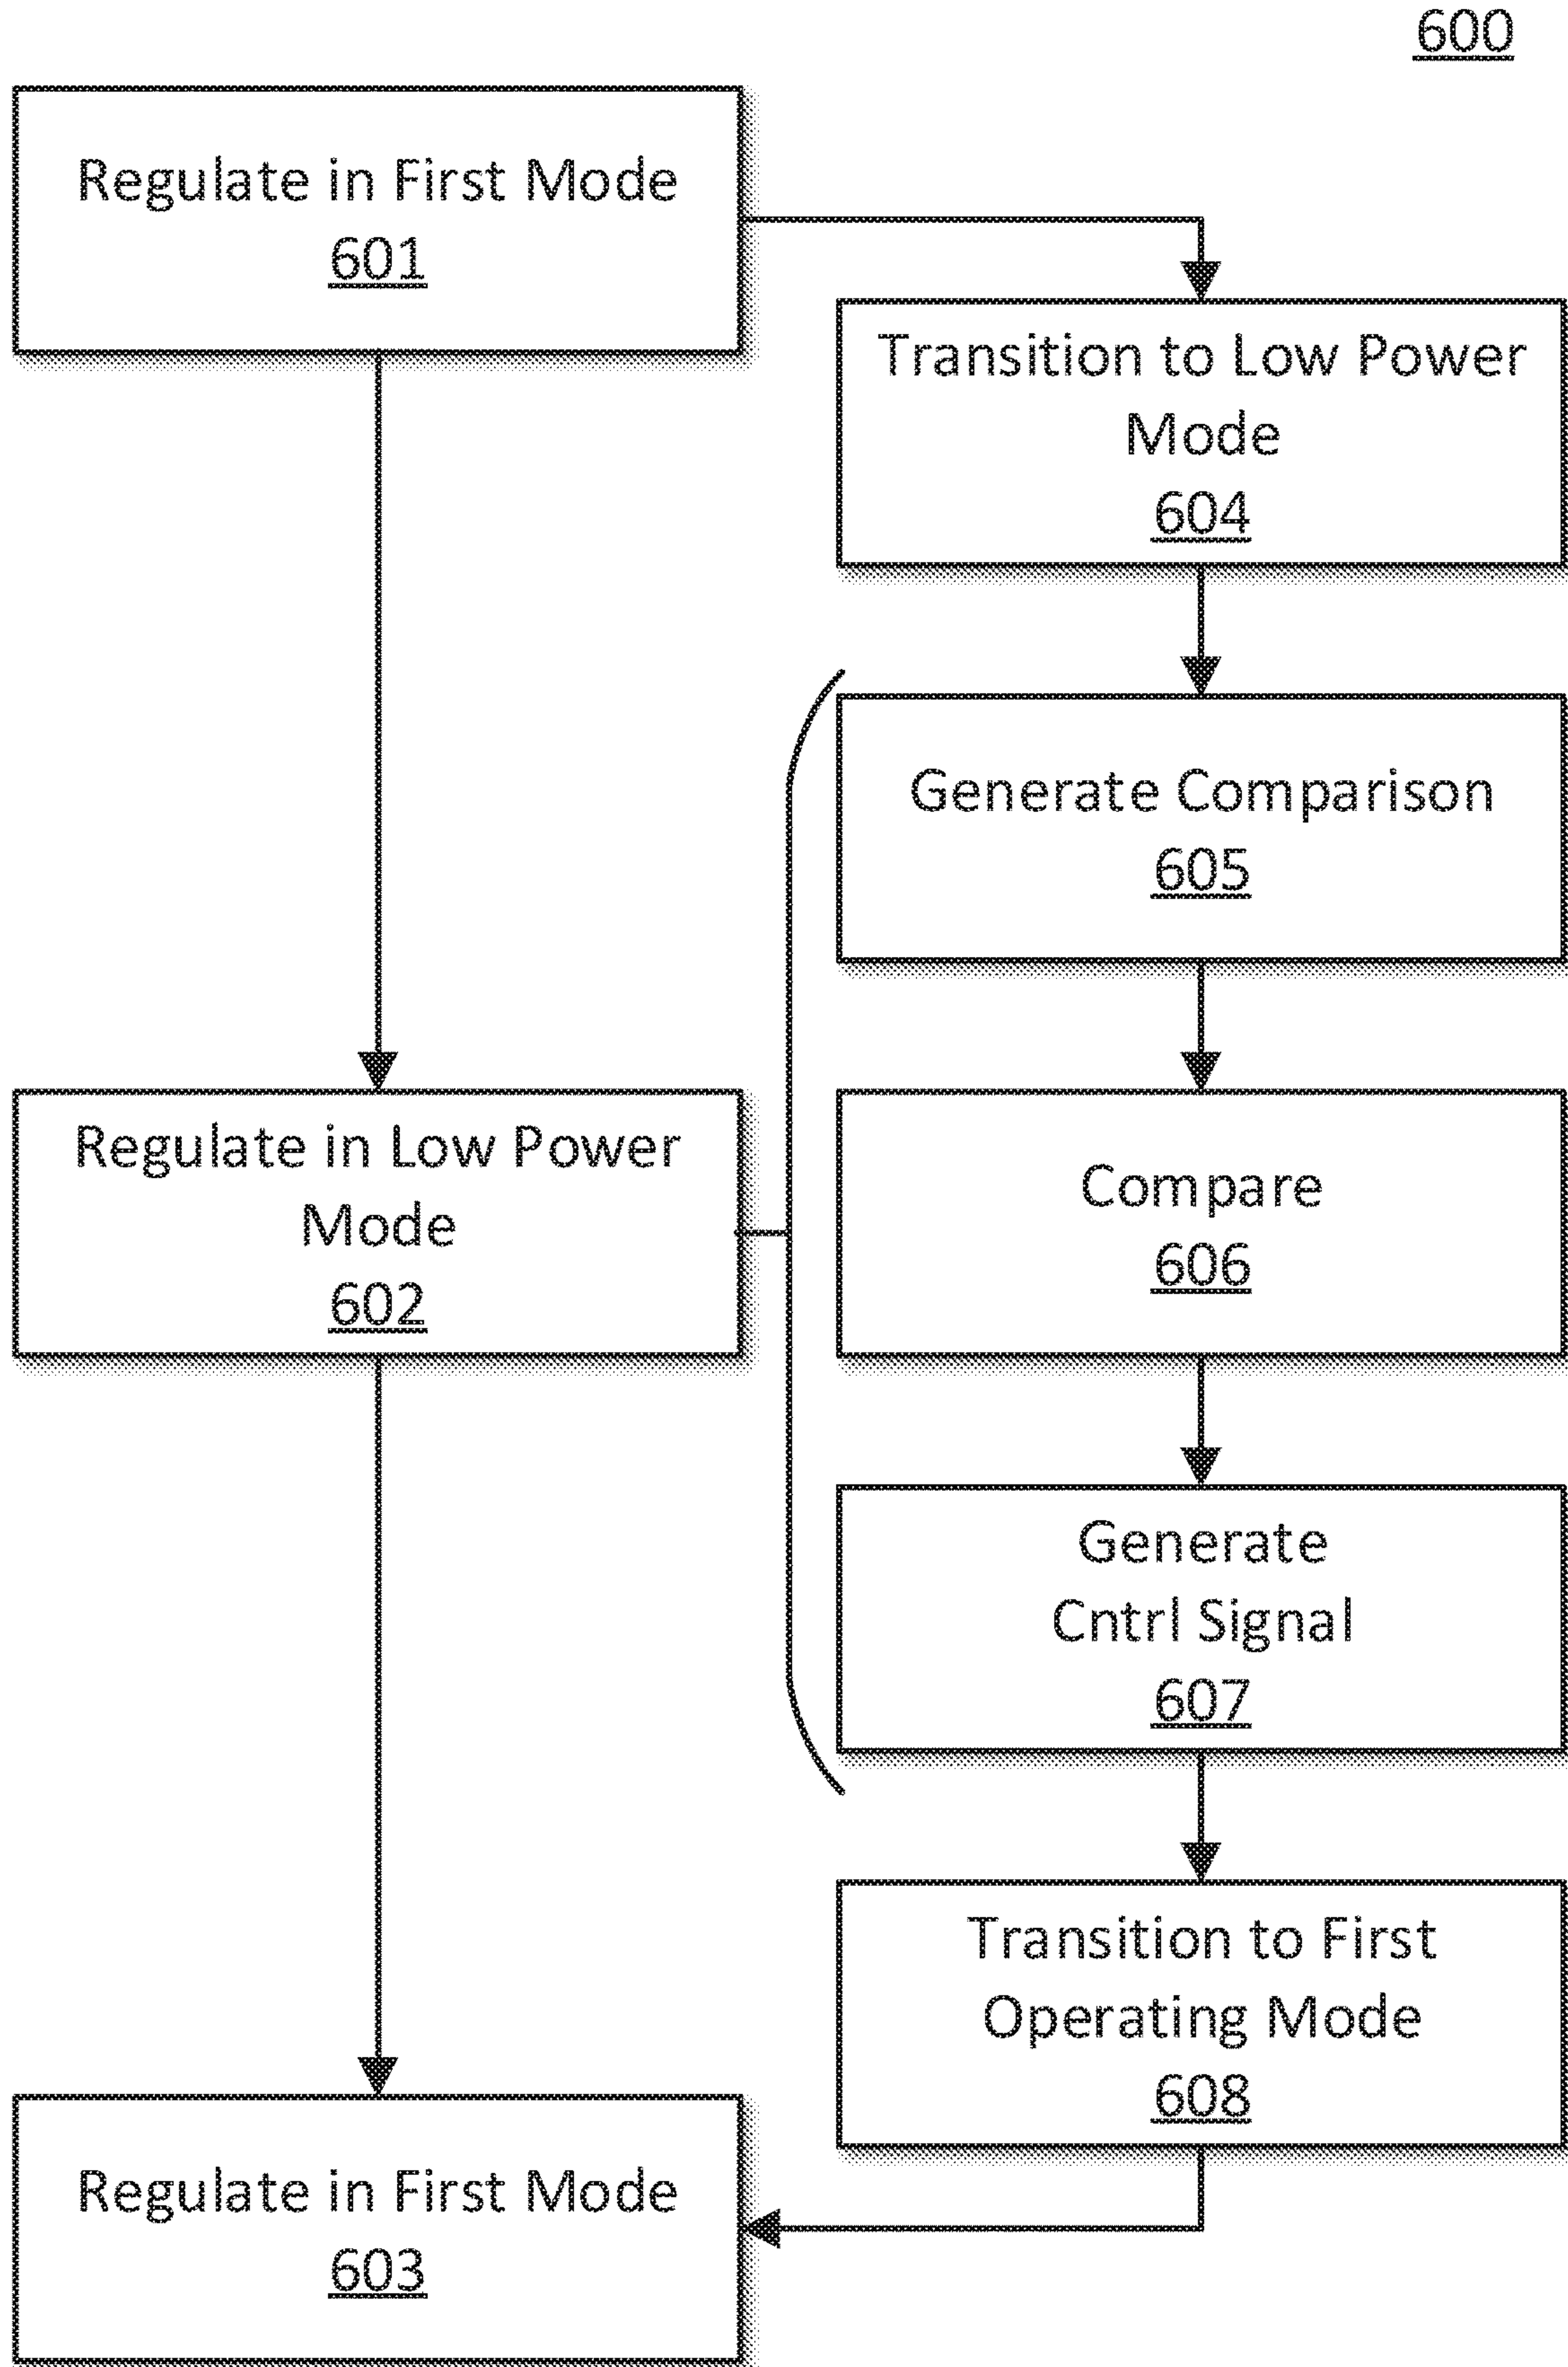 600
Regulate in First Mode
601
Transition to Low Power
Mode
604
Generate Comparison
605
Regulate in Low Power
Mode
602
Compare
606
Generate
Cntrl Signal
607
Transition to First
Operating Mode
608
Regulate in First Mode
603